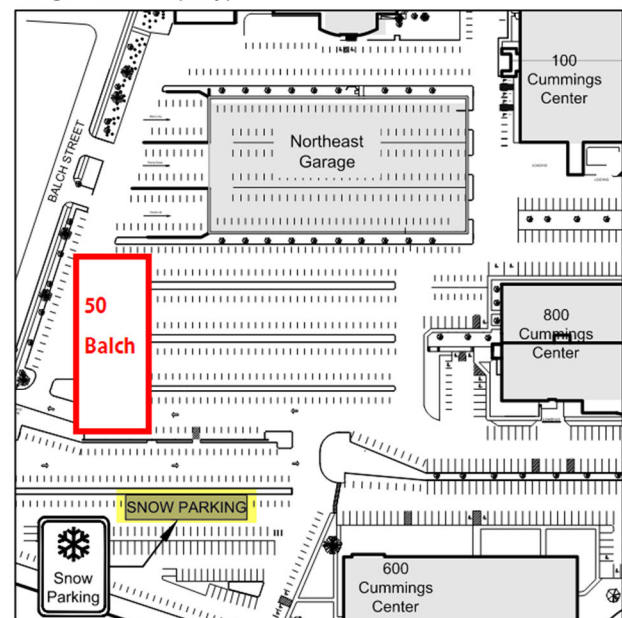 100
Cummings
Center
Northeast
Garage
BALCH STREET
50
Balch
800
Cummings
Center
SNOW PARKING
Snow
Parking
600
Cummings
Center